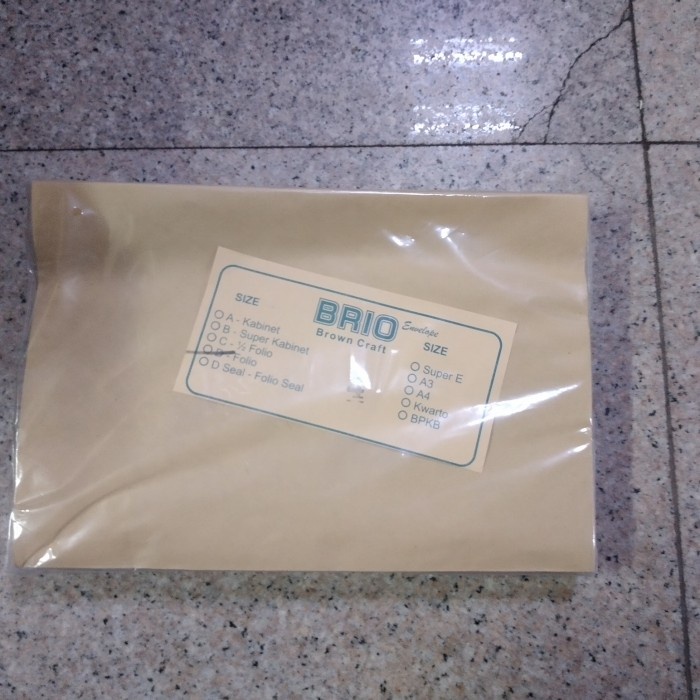 BRIO Envelope
Brown Craft
SIZE
A - Kabinet
B - Super Kabinet
C - ½ Folio
D - Folio
D Seal - Folio Seal
SIZE
Super E
A3
A4
Kwarto
BPKB